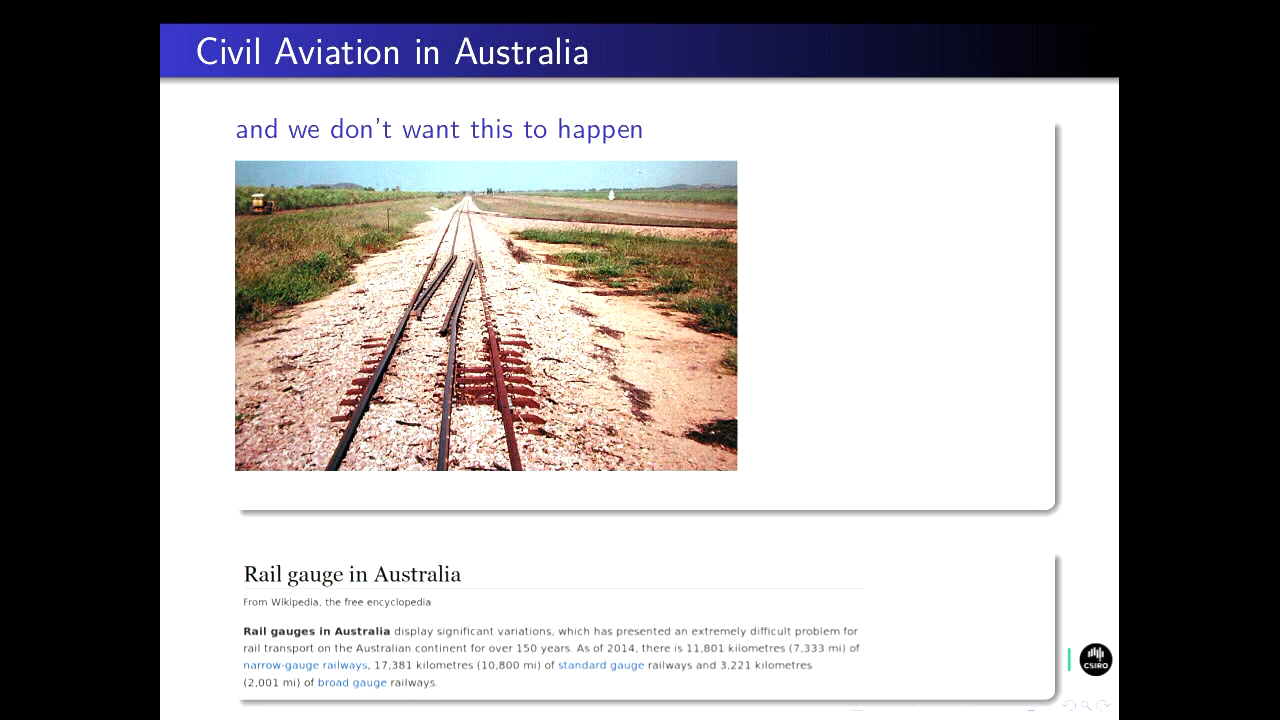 Civil Aviation in Australia
and we don't want this to happen
Rail gauge in Australia
From Wikipedia, the free encyclopedia
Rail gauges in Australia display significant variations, which has presented an extremely difficult problem for
rail transport on the Australian continent for over 150 years. As of 2014, there is 11,801 kilometres (7,333 mi) of
narrow-gauge railways, 17,381 kilometres (10,800 mi) of standard gauge railways and 3,221 kilometres
(2,001 mi) of broad gauge railways.
CSIRO